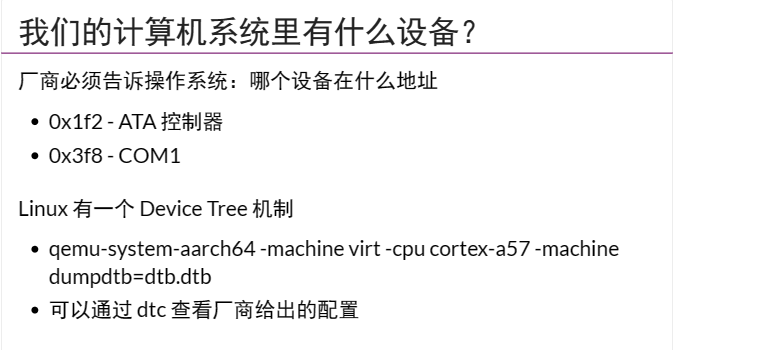 我们的计算机系统里有什么设备?
厂商必须告诉操作系统：哪个设备在什么地址
• 0x1f2 - ATA 控制器
• 0x3f8 - COM1
Linux 有一个 Device Tree 机制
• qemu-system-aarch64 -machine virt -cpu cortex-a57 -machine
dumpdtb=dtb.dtb
• 可以通过 dtc 查看厂商给出的配置